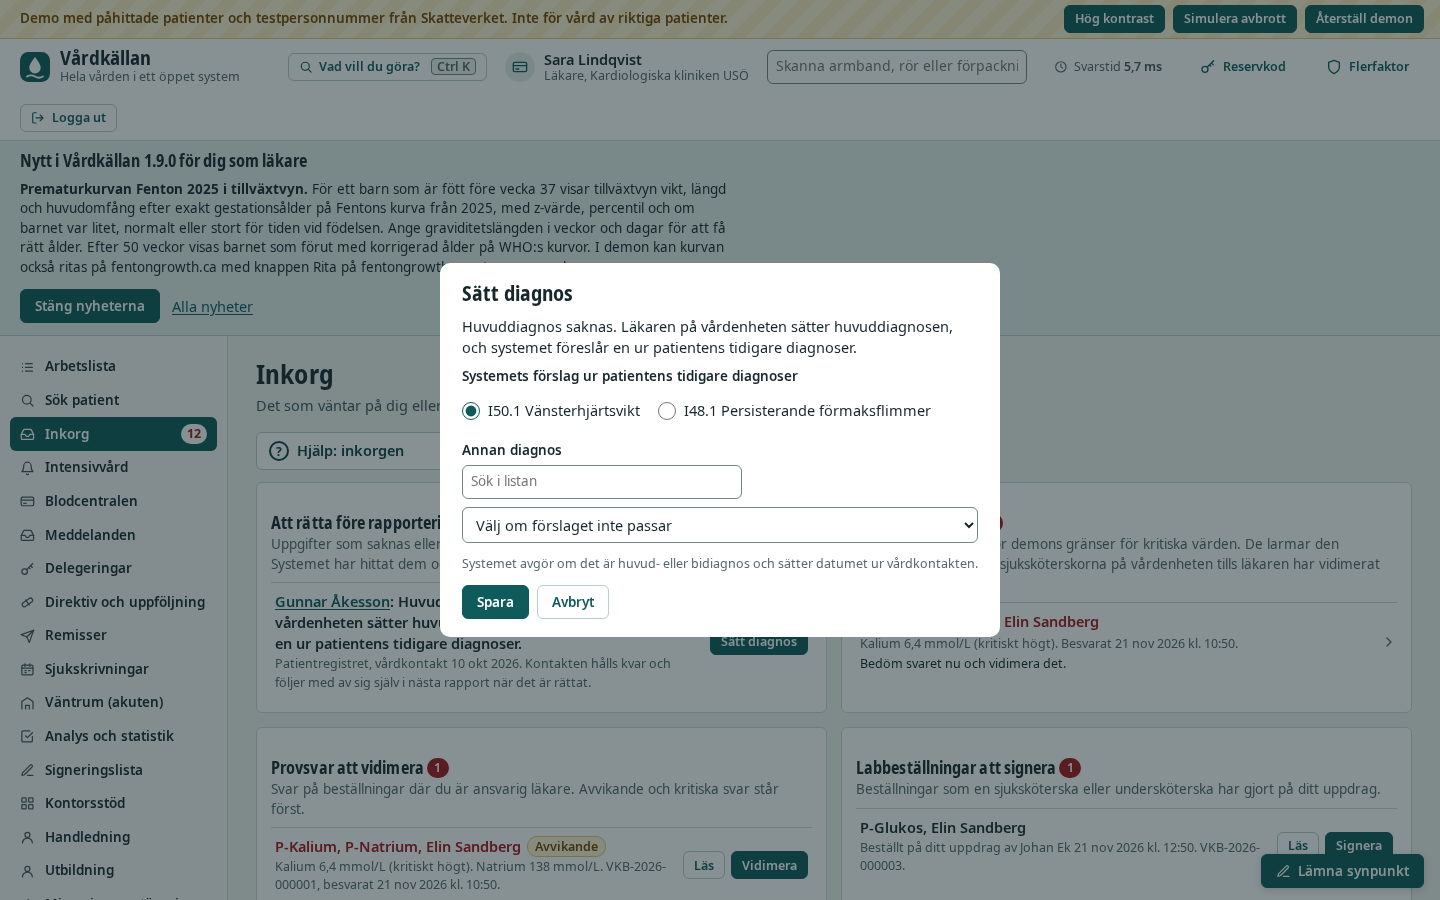 Demo med påhittade patienter och testpersonnummer från Skatteverket. Inte för vård av riktiga patienter.
Hög kontrast
Simulera avbrott
Återställ demon
Vårdkällan
Hela vården i ett öppet system
Vad vill du göra? Ctrl K
Sara Lindqvist
Läkare, Kardiologiska kliniken USÖ
Skanna armband, rör eller förpackni
Svarstid 5,7 ms
Reservkod
Flerfaktor
Logga ut
Nytt i Vårdkällan 1.9.0 för dig som läkare
Prematurkurvan Fenton 2025 i tillväxtvyn. För ett barn som är fött före vecka 37 visar tillväxtvyn vikt, längd
och huvudomfång efter exakt gestationsålder på Fentons kurva från 2025, med z-värde, percentil och om
barnet var litet, normalt eller stort för tiden vid födelsen. Ange graviditetslängden i veckor och dagar för att få
rätt ålder. Efter 50 veckor visas barnet som förut med korrigerad ålder på WHO:s kurvor. I demon kan kurvan
också ritas på fentongrowth.ca med knappen Rita på
Stäng nyheterna
Alla nyheter
Arbetslista
Sök patient
Inkorg 12
Intensivvård
Blodcentralen
Meddelanden
Delegeringar
Direktiv och uppföljning
Remisser
Sjukskrivningar
Väntrum (akuten)
Analys och statistik
Signeringslista
Kontorsstöd
Handledning
Utbildning
Inkorg
Det som väntar på dig eller
? Hjälp: inkorgen
Att rätta före rapporteri
Uppgifter som saknas eller
Systemet har hittat dem
Gunnar Åkesson: Huvud
vårdenheten sätter huvu
en ur patientens tidigare diagnoser.
Patientregistret, vårdkontakt 10 okt 2026. Kontakten hålls kvar och
följer med av sig själv i nästa rapport när det är rättat.
Sätt diagnos
demons gränser för kritiska värden. De larmar den
sjuksköterskorna på vårdenheten tills läkaren har vidimerat
Elin Sandberg
Kalium 6,4 mmol/L (kritiskt högt). Besvarat 21 nov 2026 kl. 10:50.
Bedöm svaret nu och vidimera det.
Sätt diagnos
Huvuddiagnos saknas. Läkaren på vårdenheten sätter huvuddiagnosen,
och systemet föreslår en ur patientens tidigare diagnoser.
Systemets förslag ur patientens tidigare diagnoser
I50.1 Vänsterhjärtsvikt
I48.1 Persisterande förmaksflimmer
Annan diagnos
Sök i listan
Välj om förslaget inte passar
Systemet avgör om det är huvud- eller bidiagnos och sätter datumet ur vårdkontakten.
Spara
Avbryt
Provsvar att vidimera 1
Svar på beställningar där du är ansvarig läkare. Avvikande och kritiska svar står
först.
P-Kalium, P-Natrium, Elin Sandberg Avvikande
Kalium 6,4 mmol/L (kritiskt högt). Natrium 138 mmol/L. VKB-2026-
000001, besvarat 21 nov 2026 kl. 10:50.
Läs
Vidimera
Labbeställningar att signera 1
Beställningar som en sjuksköterska eller undersköterska har gjort på ditt uppdrag.
P-Glukos, Elin Sandberg
Beställt på ditt uppdrag av Johan Ek 21 nov 2026 kl. 12:50. VKB-2026-
000003.
Läs
Signera
Lämna synpunkt